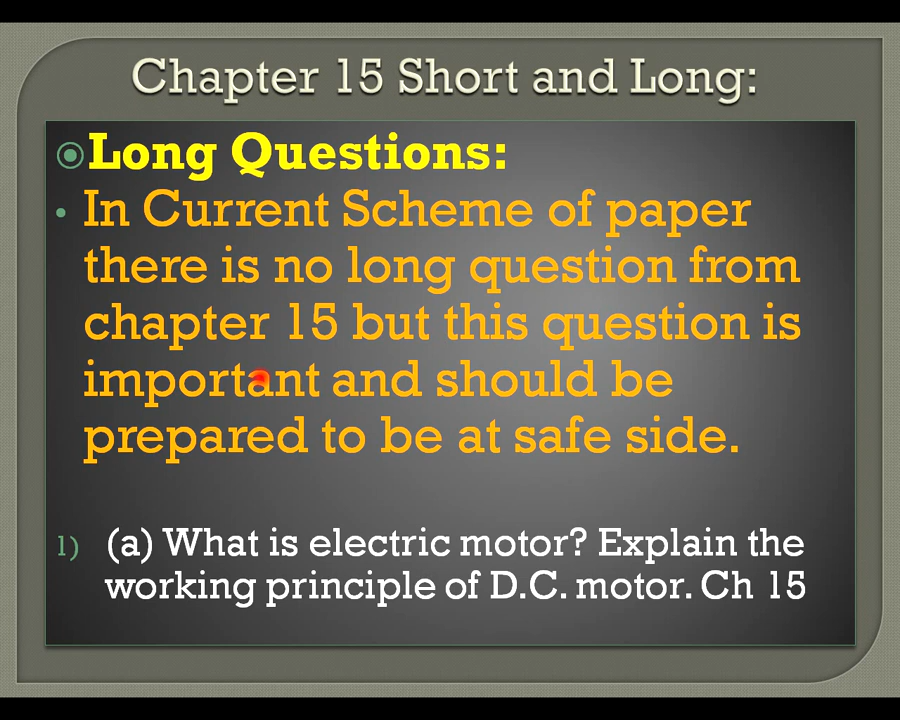 Chapter 15 Short and Long:
Long Questions:
In Current Scheme of paper
there is no long question from
chapter 15 but this question is
important and should be
prepared to be at safe side.
1) (a) What is electric motor? Explain the
working principle of D.C. motor. Ch 15